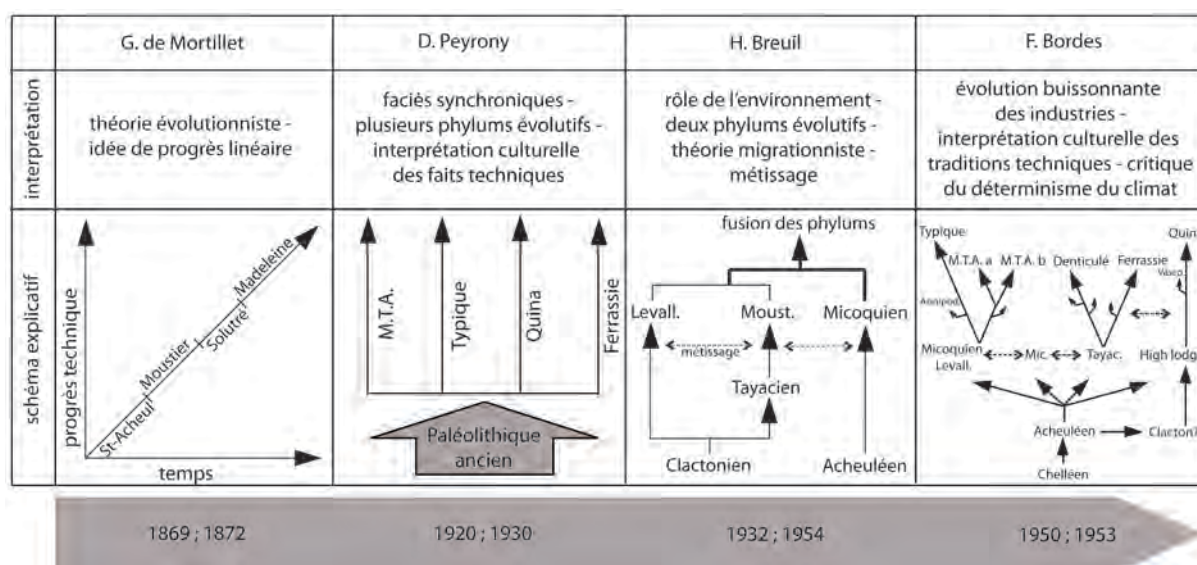 G. de Mortillet
D. Peyrony
H. Breuil
F. Bordes
interprétation
théorie évolutionniste -
idée de progrès linéaire
faciès synchroniques -
plusieurs phylums évolutifs -
interprétation culturelle
des faits techniques
rôle de l'environnement -
deux phylums évolutifs -
théorie migrationniste -
métissage
évolution buissonnante
des industries -
interprétation culturelle des
traditions techniques - critique
du déterminisme du climat
schéma explicatif
progrès technique
St-Acheul
Moustier
Solutré
Madeleine
temps
M.T.A.
Typique
Quina
Ferrassie
Paléolithique
ancien
fusion des phylums
Levall.
Moust.
Micoquien
métissage
Tayacien
Clactonien
Acheuléen
Typique
Quin
M.T.A. a
M.T.A. b
Denticulé
Ferrassie
Micoquien
Levall.
Mic.
Tayac.
High lodg
Acheuléen
Clacton
Chelléen
1869 ; 1872
1920 ; 1930
1932 ; 1954
1950 ; 1953